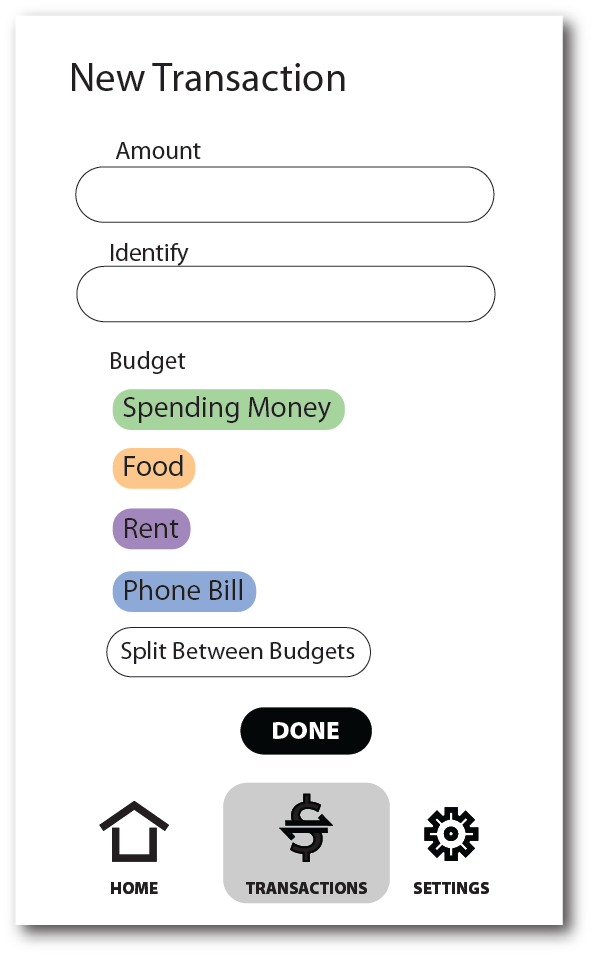 New Transaction
Amount
Identify
Budget
Spending Money
Food
Rent
Phone Bill
Split Between Budgets
DONE
HOME
TRANSACTIONS
SETTINGS